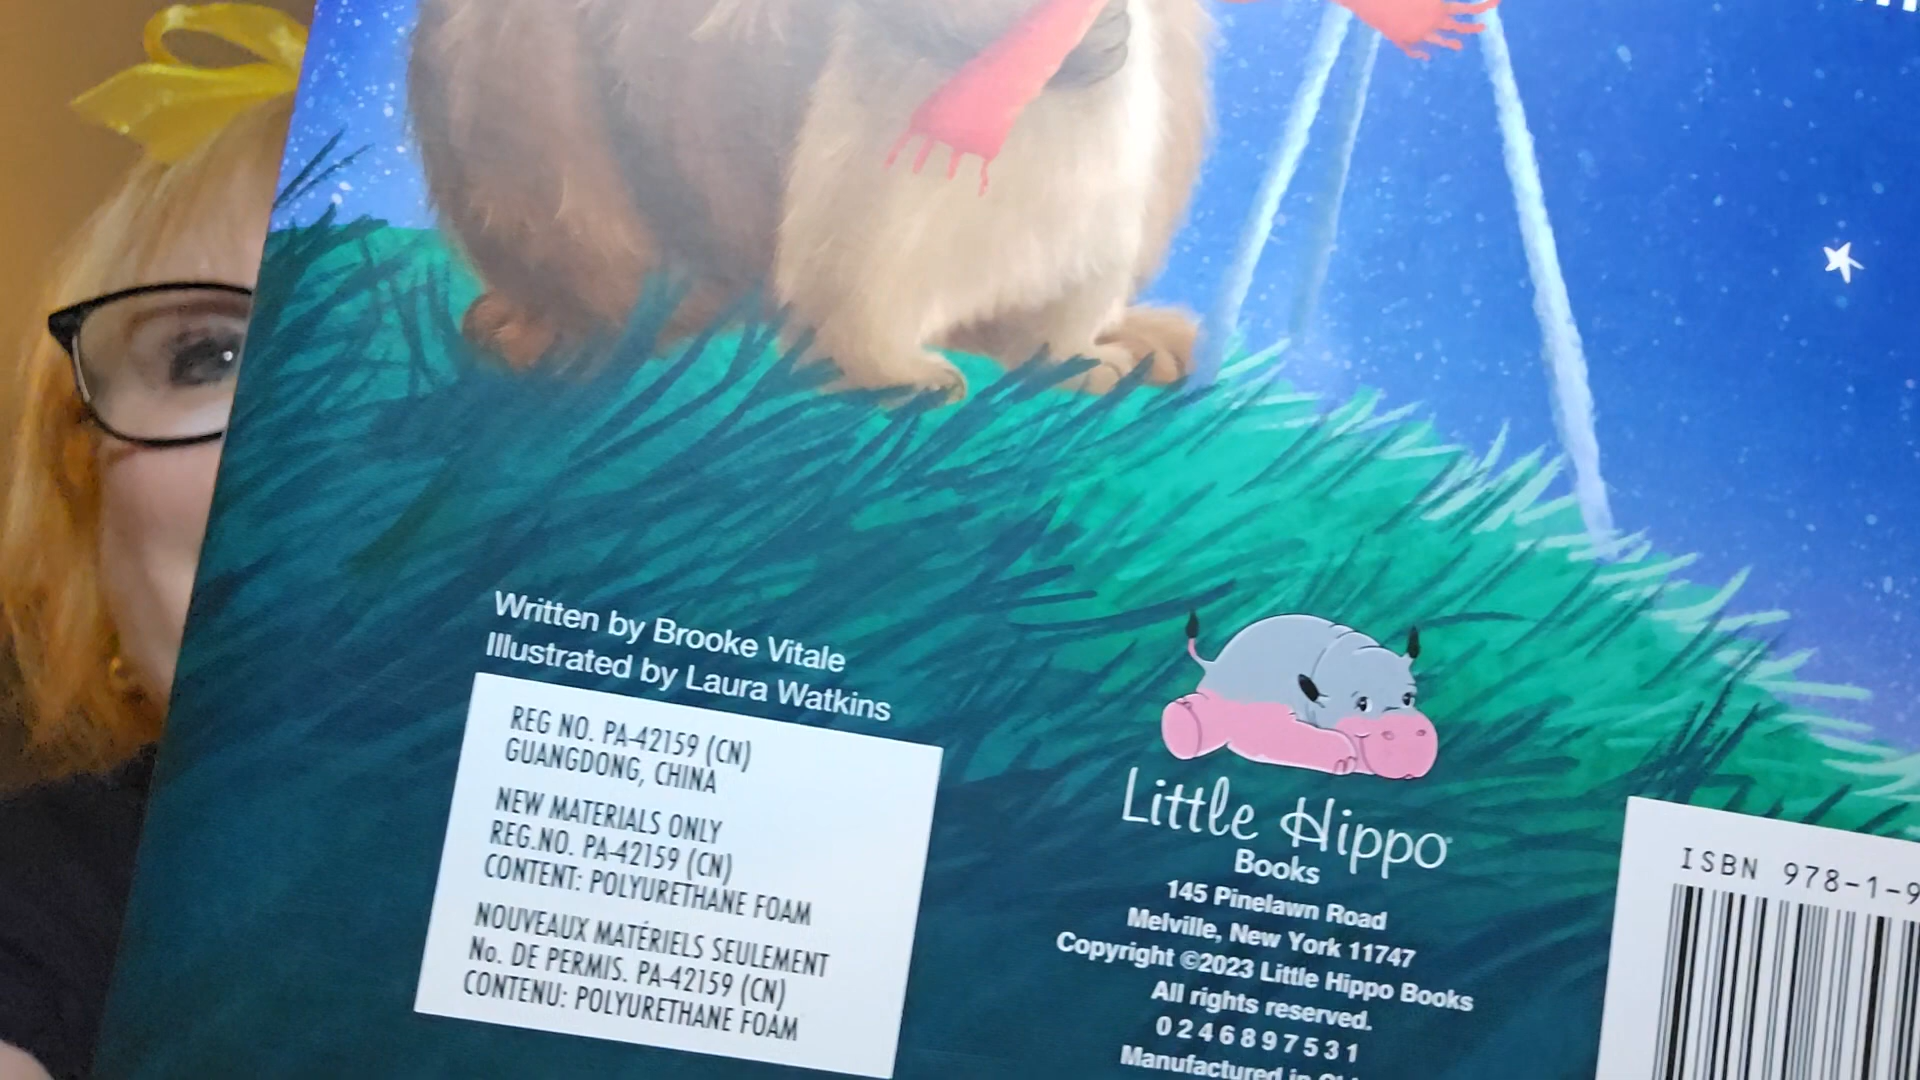 Written by Brooke Vitale
Illustrated by Laura Watkins
REG NO. PA-42159 (CN)
GUANGDONG, CHINA
NEW MATERIALS ONLY
REG.NO. PA-42159 (CN)
CONTENT: POLYURETHANE FOAM
NOUVEAUX MATÉRIELS SEULEMENT
No. DE PERMIS. PA-42159 (CN)
CONTENU: POLYURETHANE FOAM
Little Hippo
Books
145 Pinelawn Road
Melville, New York 11747
Copyright ©2023 Little Hippo Books
All rights reserved.
0 2 4 6 8 9 7 5 3 1
Manufactured in
ISBN 978-1-9